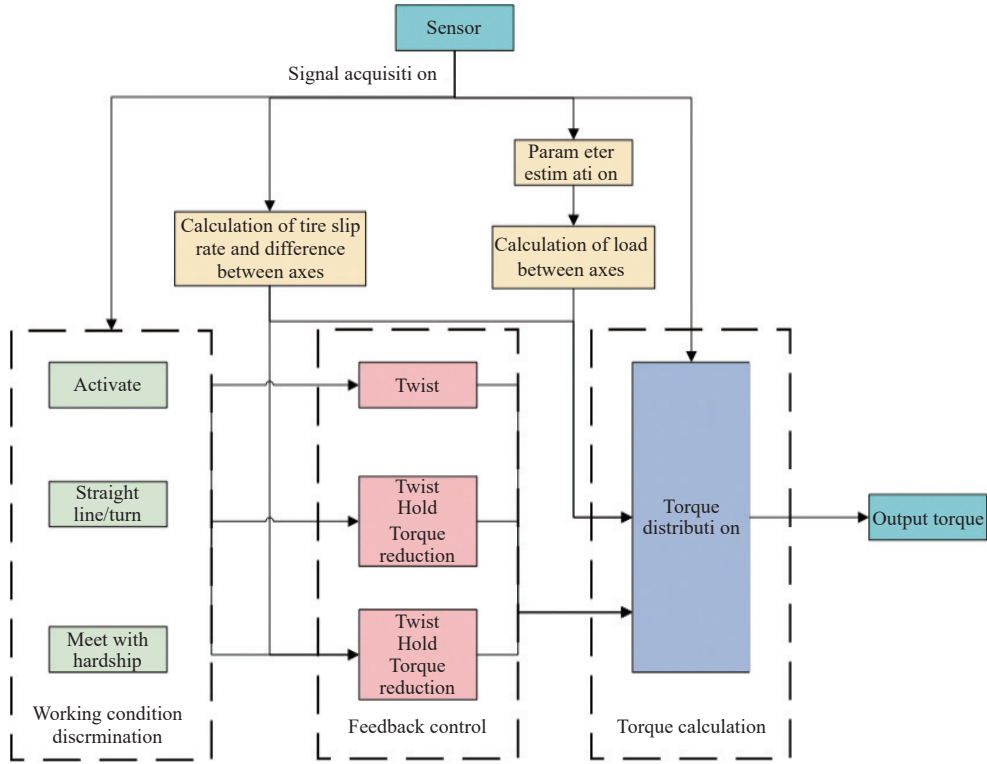 Sensor
Signal acquisiti on
Param eter
estim ati on
Calculation of tire slip
rate and difference
between axes
Calculation of load
between axes
Activate
Straight
line/turn
Meet with
hardship
Working condition
discrmination
Twist
Twist
Hold
Torque
reduction
Twist
Hold
Torque
reduction
Feedback control
Torque
distributi on
Torque calculation
Output torque